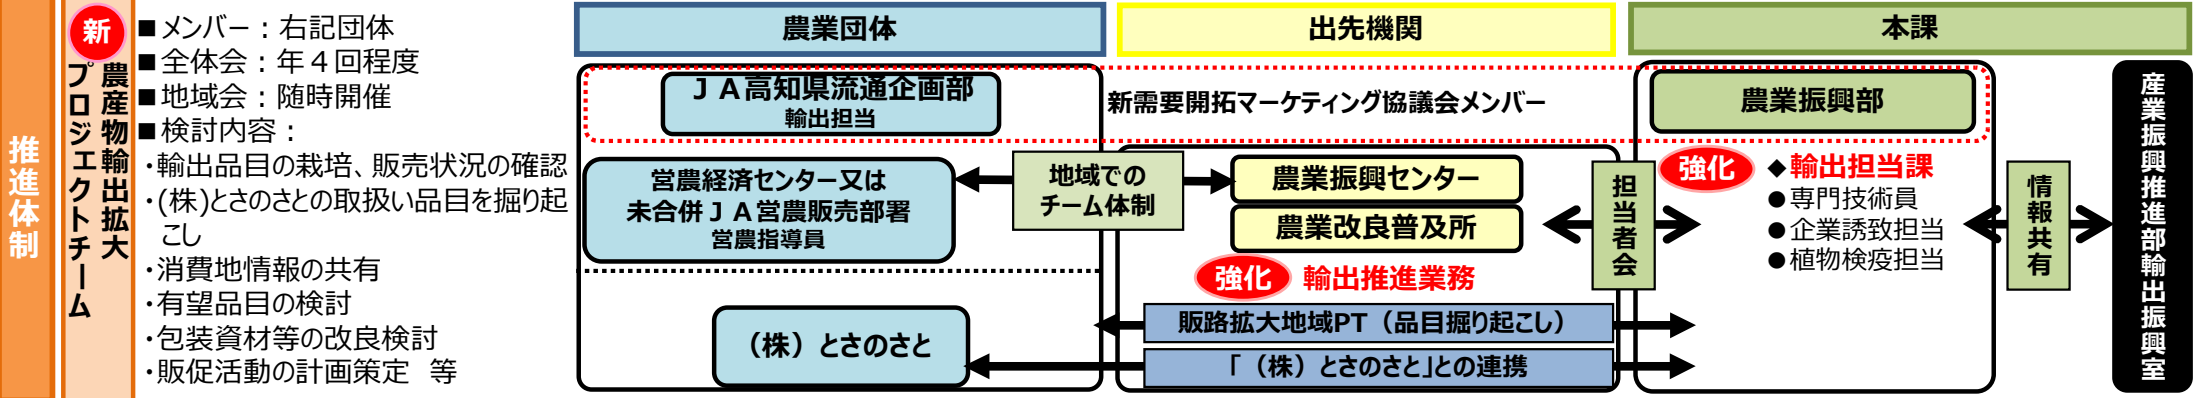 推進体制
新
農産物輸出拡大
プロジェクトチーム
■メンバー：右記団体
■全体会：年４回程度
■地域会：随時開催
■検討内容：
・輸出品目の栽培、販売状況の確認
・(株)とさのさとの取扱い品目を掘り起
こし
・消費地情報の共有
・有望品目の検討
・包装資材等の改良検討
・販促活動の計画策定　等
農業団体
出先機関
本課
ＪＡ高知県流通企画部
輸出担当
新需要開拓マーケティング協議会メンバー
農業振興部
営農経済センター又は
未合併ＪＡ営農販売部署
営農指導員
地域での
チーム体制
農業振興センター
農業改良普及所
強化 輸出推進業務
担当者会
強化 ◆輸出担当課
●専門技術員
●企業誘致担当
●植物検疫担当
情報共有
産業振興推進部輸出振興室
（株）とさのさと
販路拡大地域PT（品目掘り起こし）
「（株）とさのさと」との連携